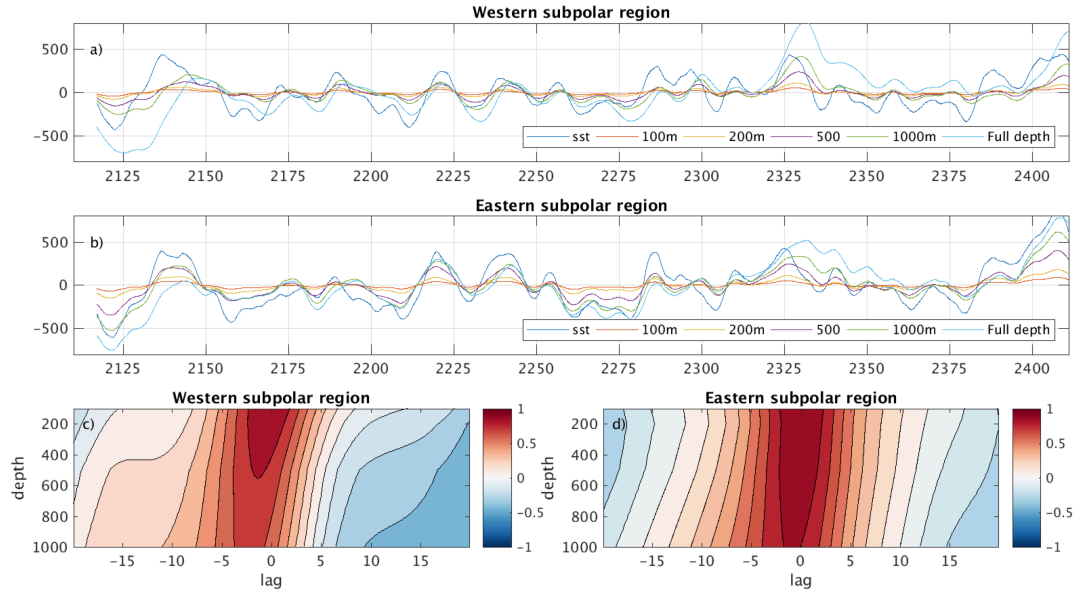 Western subpolar region
a)
500
0
−500
sst 100m 200m 500 1000m Full depth
2125 2150 2175 2200 2225 2250 2275 2300 2325 2350 2375 2400
Eastern subpolar region
b)
500
0
−500
sst 100m 200m 500 1000m Full depth
2125 2150 2175 2200 2225 2250 2275 2300 2325 2350 2375 2400
Western subpolar region
c)
depth
200
400
600
800
1000
−15 −10 −5 0 5 10 15
lag
1
0.5
0
−0.5
−1
Eastern subpolar region
d)
depth
200
400
600
800
1000
−15 −10 −5 0 5 10 15
lag
1
0.5
0
−0.5
−1